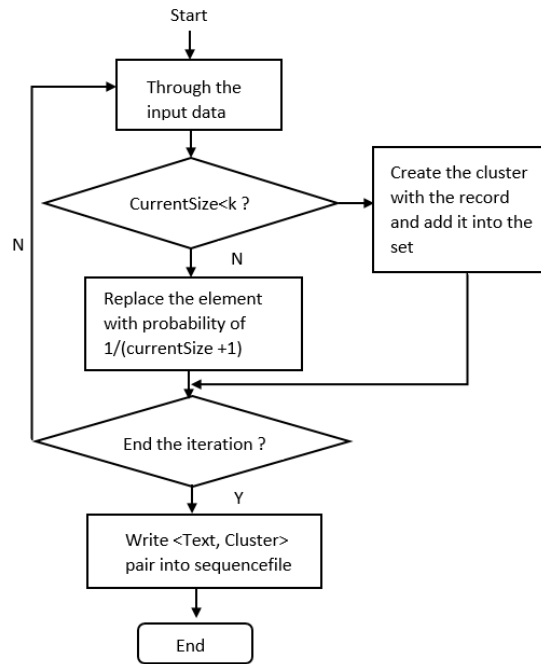 Start
Through the
input data
CurrentSize<k ?
Create the cluster
with the record
and add it into the
set
N
N
Replace the element
with probability of
1/(currentSize +1)
End the iteration ?
Y
Write <Text, Cluster>
pair into sequencefile
End